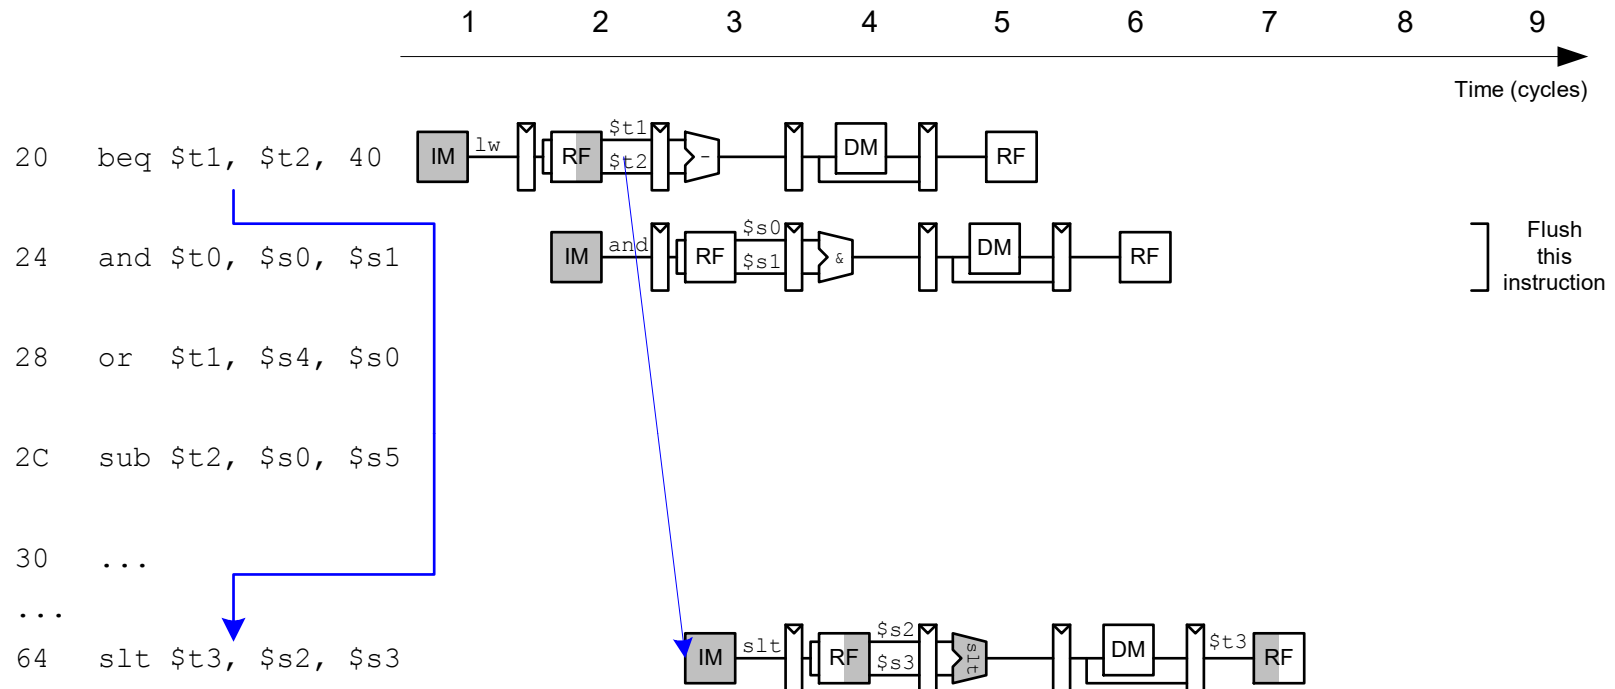 1 2 3 4 5 6 7 8 9
Time (cycles)
20 beq $t1, $t2, 40 IM lw RF $t1 $t2 - DM RF
24 and $t0, $s0, $s1 IM and RF $s0 $s1 & DM RF
Flush
this
instruction
28 or $t1, $s4, $s0
2C sub $t2, $s0, $s5
30 ...
...
64 slt $t3, $s2, $s3 IM slt RF $s2 $s3 slt DM $t3 RF